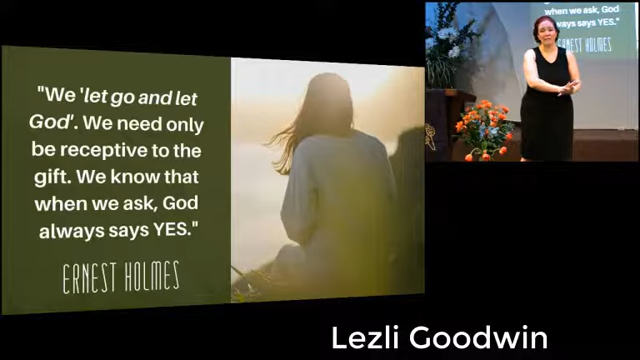 "We 'let go and let
God'. We need only
be receptive to the
gift. We know that
when we ask, God
always says YES."
ERNEST HOLMES
when we ask, God
always says YES."
ERNEST HOLMES
Lezli Goodwin